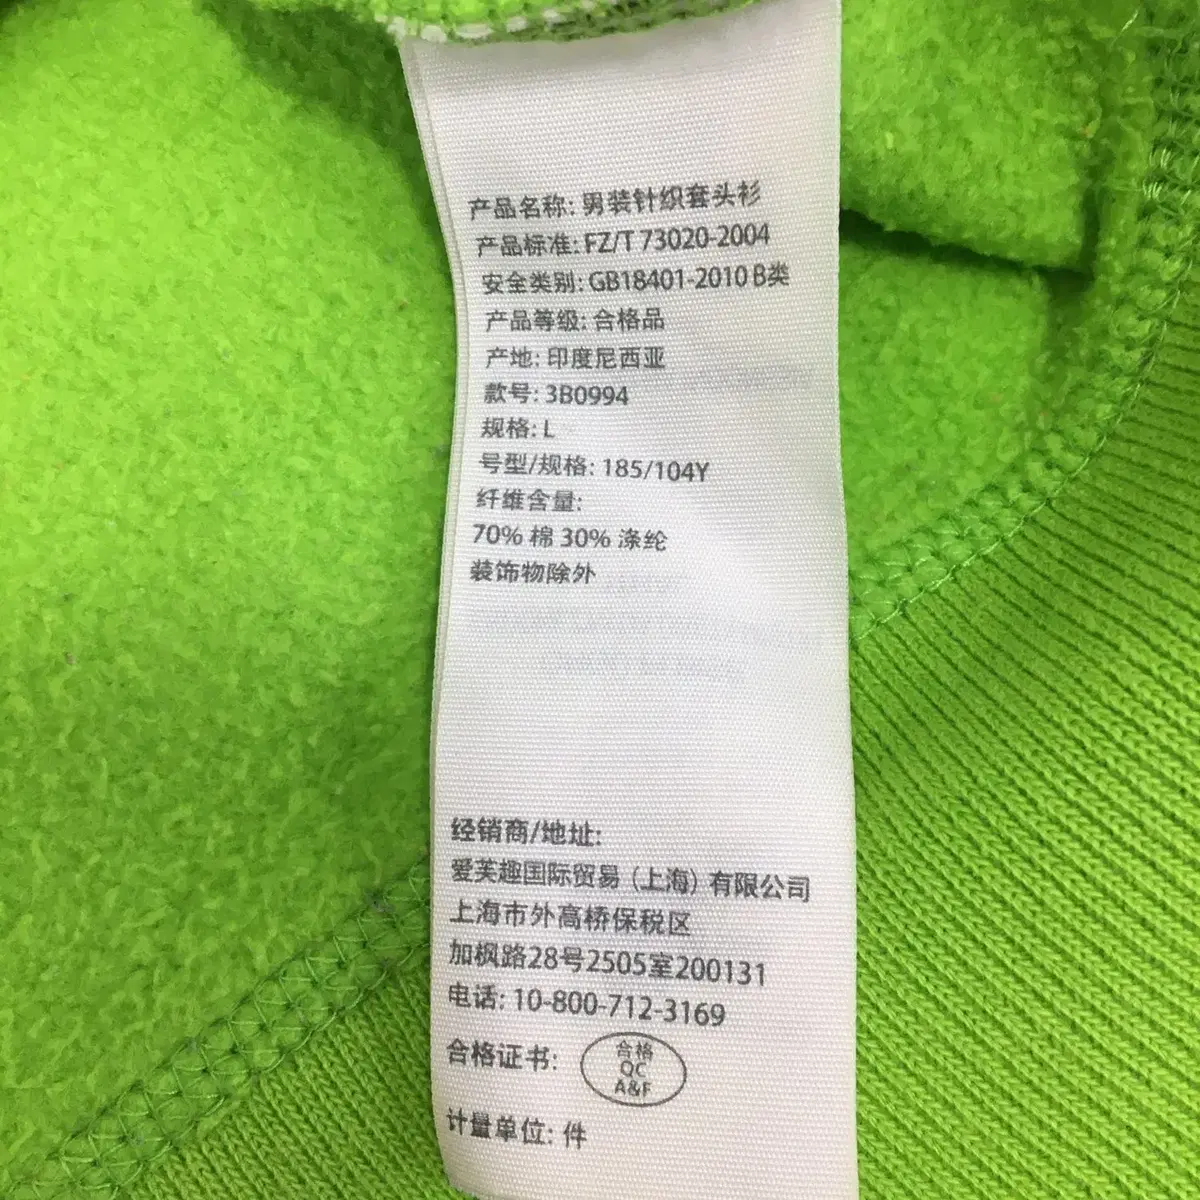 产品名称: 男装针织套头衫
产品标准: FZ/T 73020-2004
安全类别: GB18401-2010 B类
产品等级: 合格品
产地: 印度尼西亚
款号: 3B0994
规格: L
号型/规格: 185/104Y
纤维含量:
70% 棉 30% 涤纶
装饰物除外
经销商/地址:
爱芙趣国际贸易 (上海) 有限公司
上海市外高桥保税区
加枫路28号2505室200131
电话: 10-800-712-3169
合格证书:
合格
QC
A&F
计量单位: 件